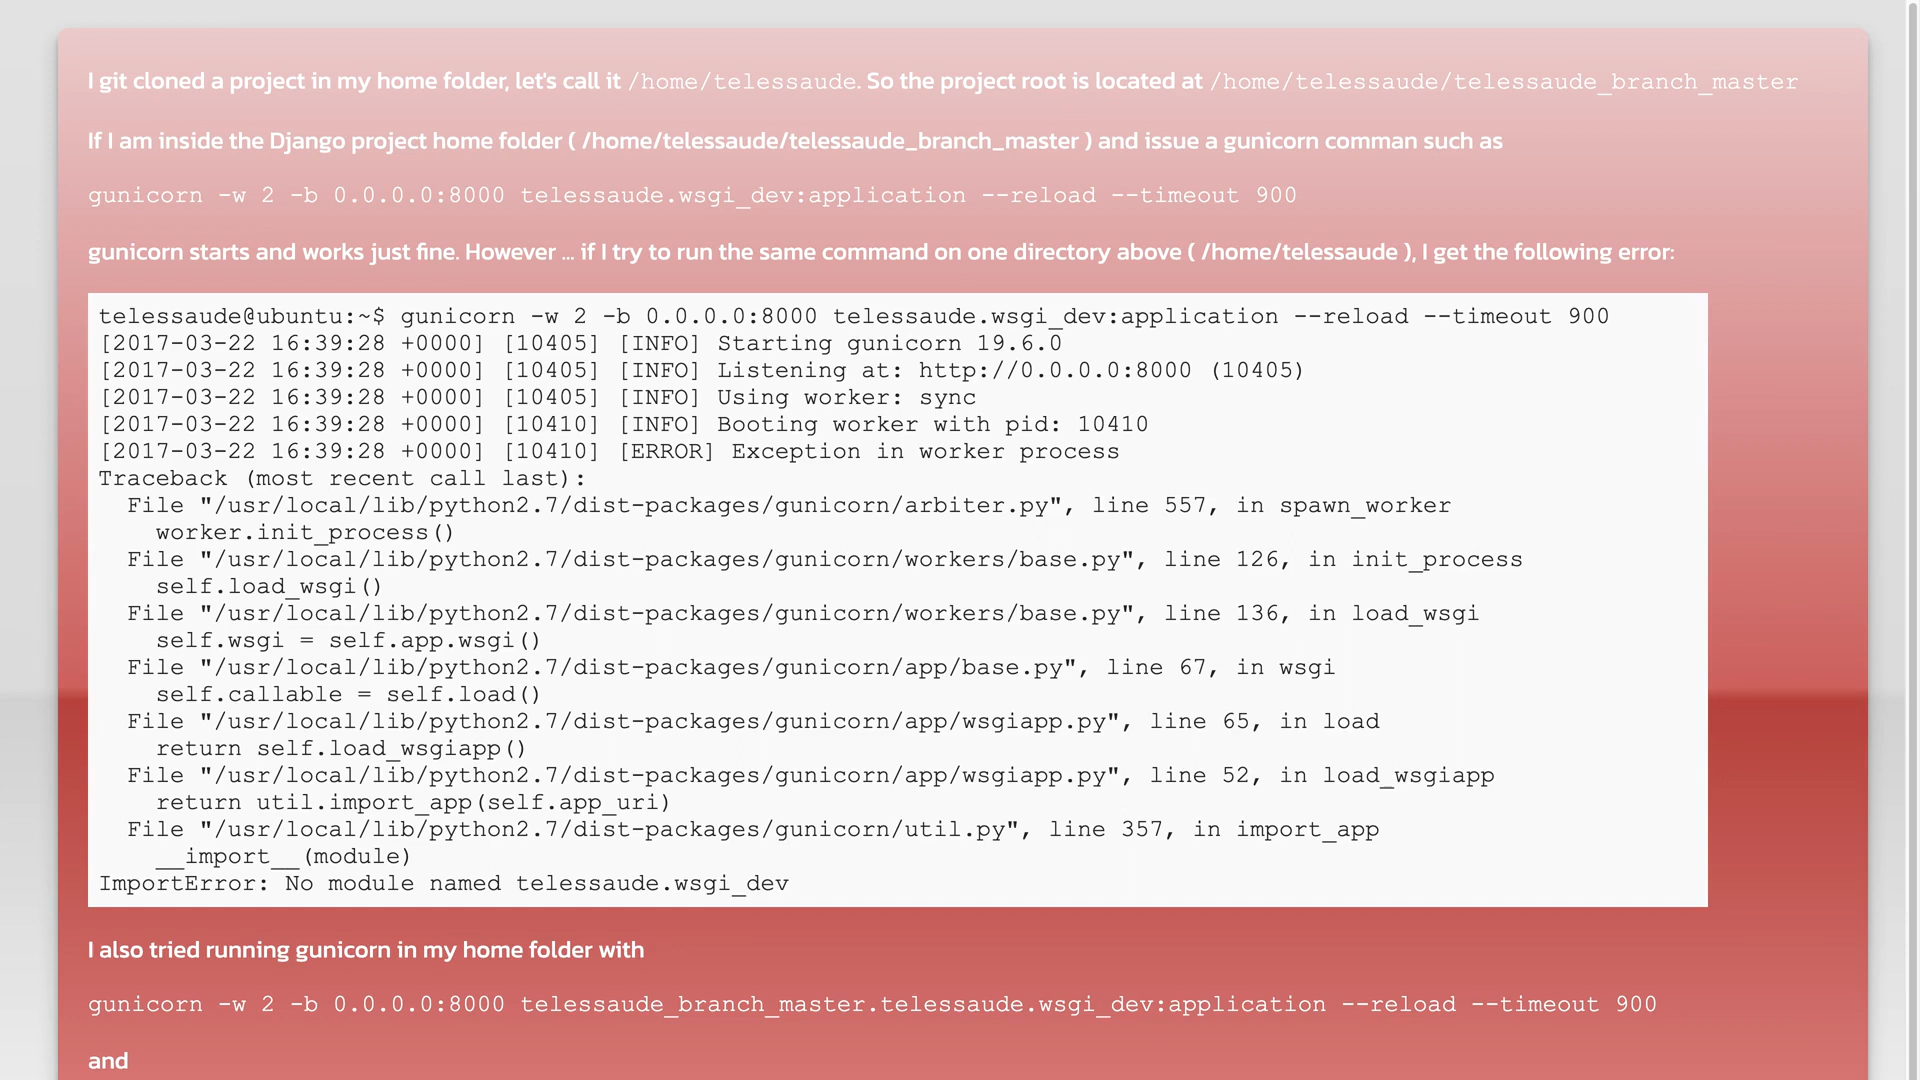 I git cloned a project in my home folder, let's call it /home/telessaude. So the project root is located at /home/telessaude/telessaude_branch_master
If I am inside the Django project home folder ( /home/telessaude/telessaude_branch_master ) and issue a gunicorn comman such as
gunicorn -w 2 -b 0.0.0.0:8000 telessaude.wsgi_dev:application --reload --timeout 900
gunicorn starts and works just fine. However ... if I try to run the same command on one directory above ( /home/telessaude ), I get the following error:
telessaude@ubuntu:~$ gunicorn -w 2 -b 0.0.0.0:8000 telessaude.wsgi_dev:application --reload --timeout 900
[2017-03-22 16:39:28 +0000] [10405] [INFO] Starting gunicorn 19.6.0
[2017-03-22 16:39:28 +0000] [10405] [INFO] Listening at: http://0.0.0.0:8000 (10405)
[2017-03-22 16:39:28 +0000] [10405] [INFO] Using worker: sync
[2017-03-22 16:39:28 +0000] [10410] [INFO] Booting worker with pid: 10410
[2017-03-22 16:39:28 +0000] [10410] [ERROR] Exception in worker process
Traceback (most recent call last):
  File "/usr/local/lib/python2.7/dist-packages/gunicorn/arbiter.py", line 557, in spawn_worker
    worker.init_process()
  File "/usr/local/lib/python2.7/dist-packages/gunicorn/workers/base.py", line 126, in init_process
    self.load_wsgi()
  File "/usr/local/lib/python2.7/dist-packages/gunicorn/workers/base.py", line 136, in load_wsgi
    self.wsgi = self.app.wsgi()
  File "/usr/local/lib/python2.7/dist-packages/gunicorn/app/base.py", line 67, in wsgi
    self.callable = self.load()
  File "/usr/local/lib/python2.7/dist-packages/gunicorn/app/wsgiapp.py", line 65, in load
    return self.load_wsgiapp()
  File "/usr/local/lib/python2.7/dist-packages/gunicorn/app/wsgiapp.py", line 52, in load_wsgiapp
    return util.import_app(self.app_uri)
  File "/usr/local/lib/python2.7/dist-packages/gunicorn/util.py", line 357, in import_app
    __import__(module)
ImportError: No module named telessaude.wsgi_dev
I also tried running gunicorn in my home folder with
gunicorn -w 2 -b 0.0.0.0:8000 telessaude_branch_master.telessaude.wsgi_dev:application --reload --timeout 900
and